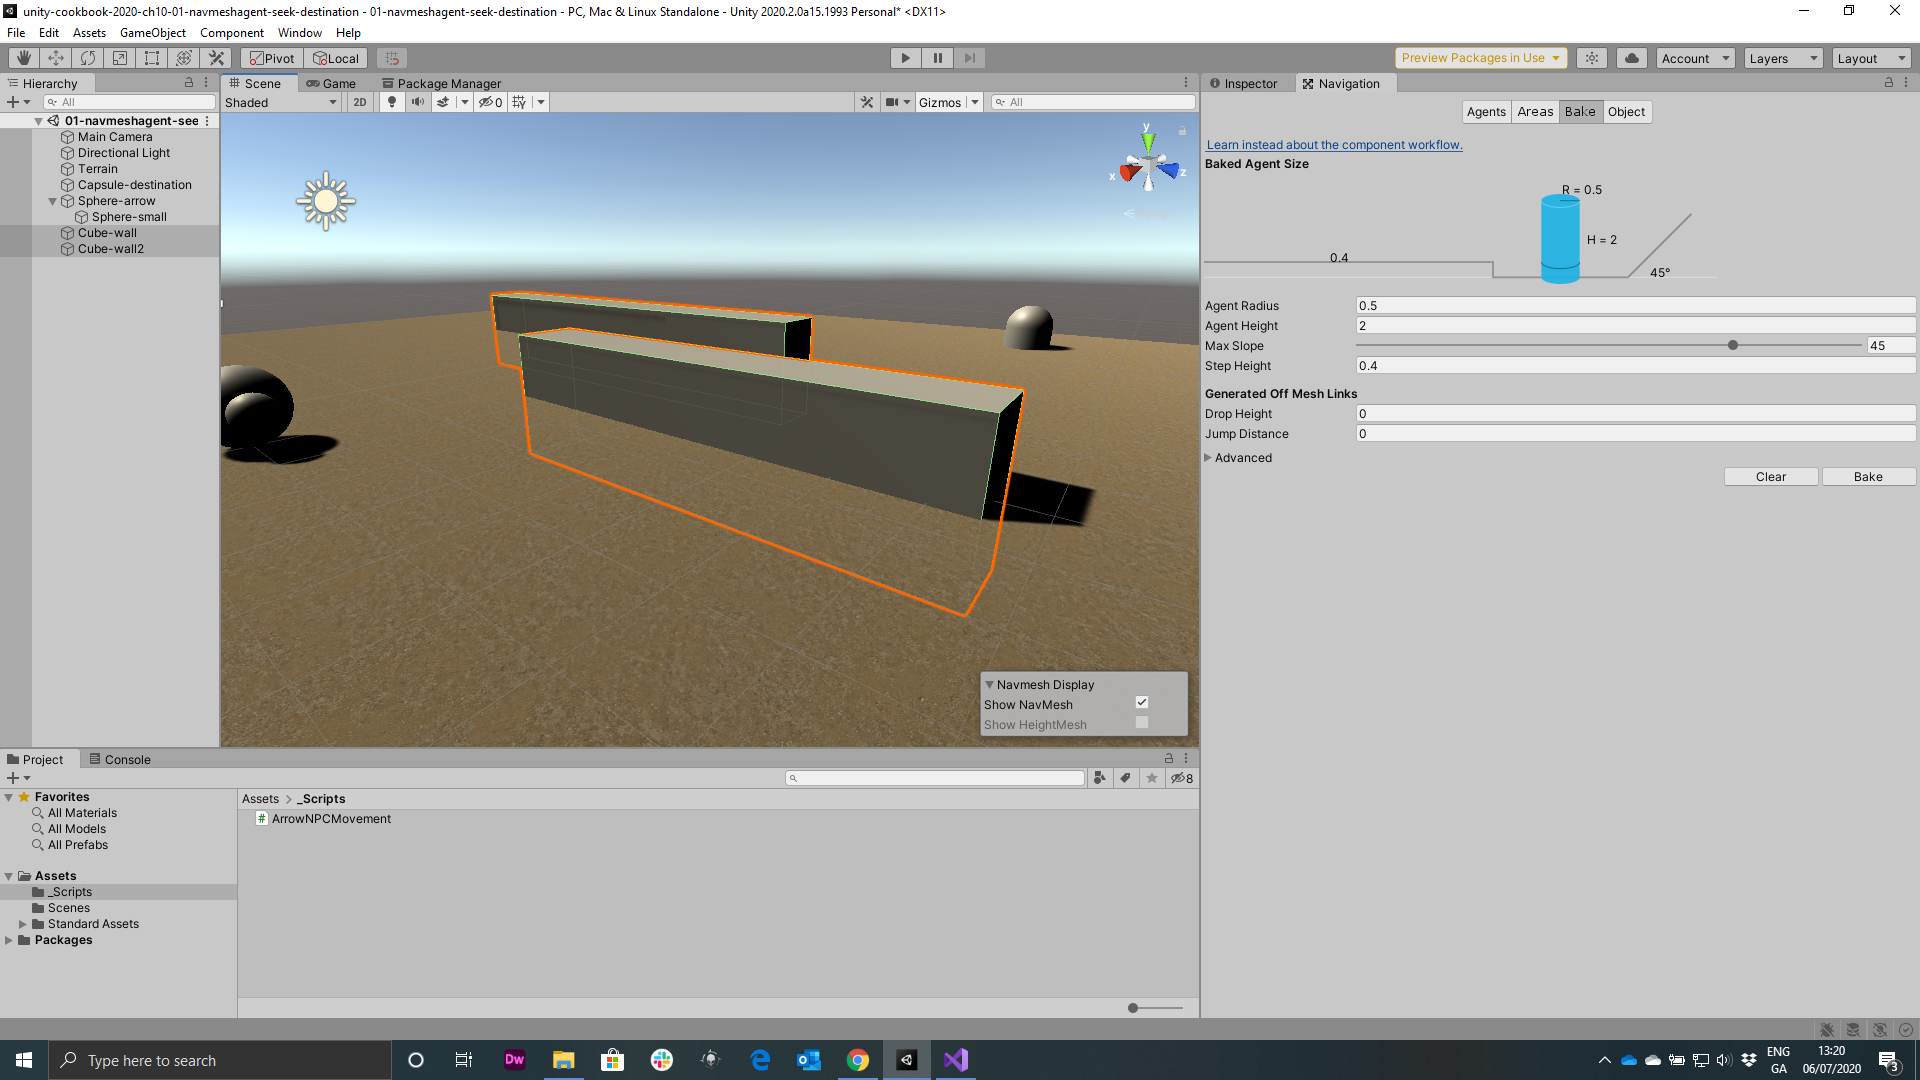 unity-cookbook-2020-ch10-01-navmeshagent-seek-destination - 01-navmeshagent-seek-destination - PC, Mac & Linux Standalone - Unity 2020.2.0a15.1993 Personal* <DX11>
File Edit Assets GameObject Component Window Help
Pivot Local Preview Packages in Use Account Layers Layout
Hierarchy Scene Game Package Manager Inspector Navigation
All Shaded 2D 0 Gizmos All
01-navmeshagent-see
Main Camera
Directional Light
Terrain
Capsule-destination
Sphere-arrow
Sphere-small
Cube-wall
Cube-wall2
y
x
z
Agents Areas Bake Object
Learn instead about the component workflow.
Baked Agent Size
R = 0.5
H = 2
0.4
45°
Agent Radius 0.5
Agent Height 2
Max Slope 45
Step Height 0.4
Generated Off Mesh Links
Drop Height 0
Jump Distance 0
Advanced
Clear Bake
Navmesh Display
Show NavMesh
Show HeightMesh
Project Console
8
Favorites
All Materials
All Models
All Prefabs
Assets
_Scripts
Scenes
Standard Assets
Packages
Assets > _Scripts
# ArrowNPCMovement
Type here to search
Dw
ENG
GA
13:20
06/07/2020
3